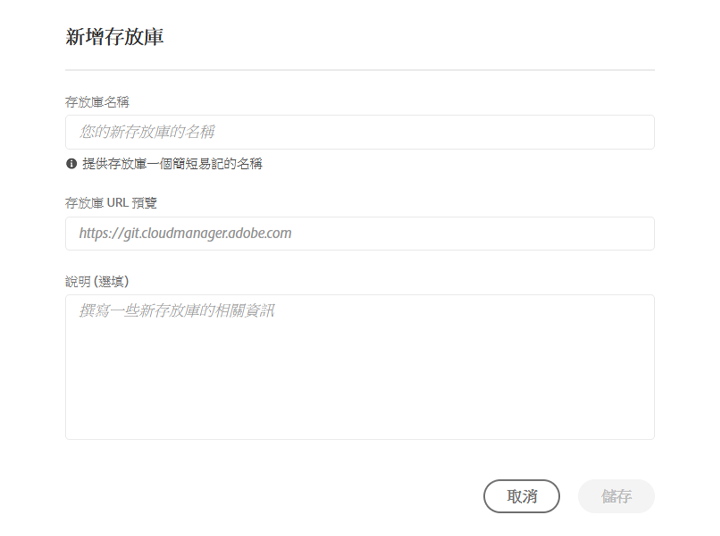 新增存放庫
存放庫名稱
您的新存放庫的名稱
提供存放庫一個簡短易記的名稱
存放庫 URL 預覽
https://git.cloudmanager.adobe.com
說明 (選填)
撰寫一些新存放庫的相關資訊
取消
儲存